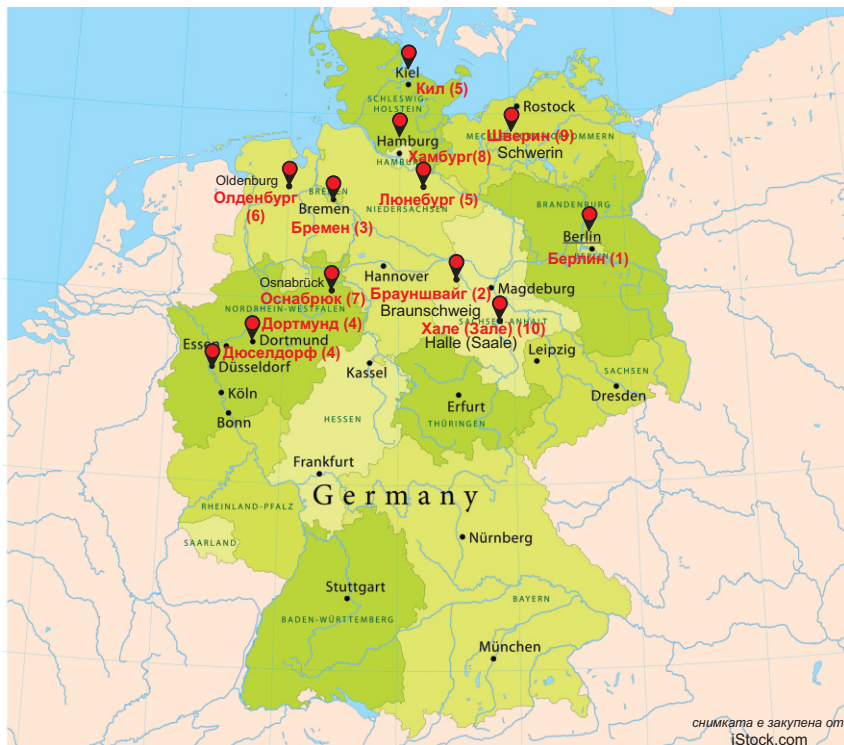 Kiel
Кил (5)
SCHLESWIG-
HOLSTEIN
Rostock
Шверин (9)
MECKLENBURG-VORPOMMERN
Schwerin
Hamburg
Хамбург(8)
HAMBURG
Oldenburg
Олденбург
(6)
BREMEN
Bremen
Бремен (3)
Люнебург (5)
NIEDERSACHSEN
BRANDENBURG
Berlin
BERLIN
Берлин (1)
Hannover
Osnabrück
Оснабрюк (7)
Брауншвайг (2)
Braunschweig
Magdeburg
SACHSEN-ANHALT
Хале (Зале) (10)
Halle (Saale)
NORDRHEIN-WESTFALEN
Дортмунд (4)
Dortmund
Essen
Дюселдорф (4)
Düsseldorf
Köln
Bonn
Kassel
Leipzig
SACHSEN
Dresden
Erfurt
THÜRINGEN
HESSEN
Frankfurt
Germany
RHEINLAND-PFALZ
SAARLAND
Nürnberg
Stuttgart
BADEN-WÜRTTEMBERG
BAYERN
München
снимката е закупена от
iStock.com